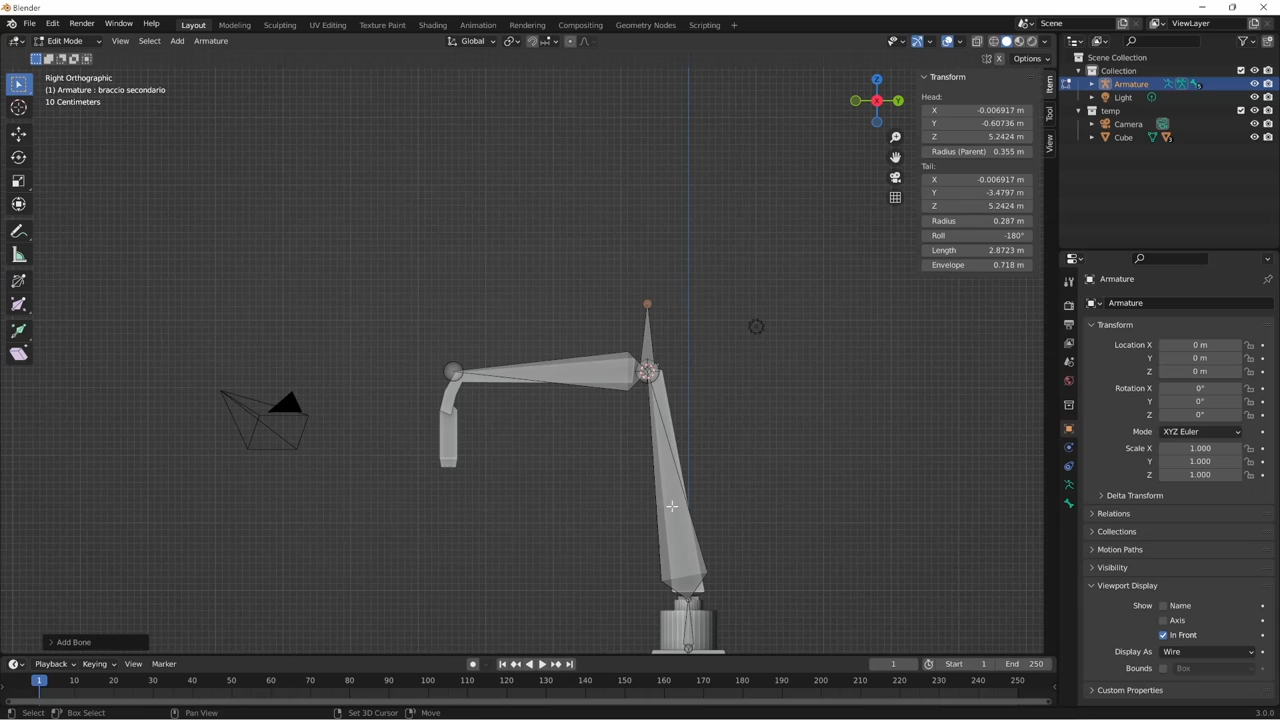 Blender
File Edit Render Window Help Layout Modeling Sculpting UV Editing Texture Paint Shading Animation Rendering Compositing Geometry Nodes Scripting + Scene ViewLayer
Edit Mode View Select Add Armature Global
Options
Right Orthographic
(1) Armature : braccio secondario
10 Centimeters
Z
Y
X
Transform
Head:
X -0.006917 m
Y -0.60736 m
Z 5.2424 m
Radius (Parent) 0.355 m
Tail:
X -0.006917 m
Y -3.4797 m
Z 5.2424 m
Radius 0.287 m
Roll -180°
Length 2.8723 m
Envelope 0.718 m
Item
Tool
View
Add Bone
Scene Collection
Collection
Armature 5
Light
temp
Camera
Cube 3
Armature
Armature
Transform
Location X 0 m
Y 0 m
Z 0 m
Rotation X 0°
Y 0°
Z 0°
Mode XYZ Euler
Scale X 1.000
Y 1.000
Z 1.000
Delta Transform
Relations
Collections
Motion Paths
Visibility
Viewport Display
Show Name
Axis
In Front
Display As Wire
Bounds Box
Custom Properties
Playback Keying View Marker 1 Start 1 End 250
1 10 20 30 40 50 60 70 80 90 100 110 120 130 140 150 160 170 180 190 200 210 220 230 240 250
Select Box Select Pan View Set 3D Cursor Move 3.0.0